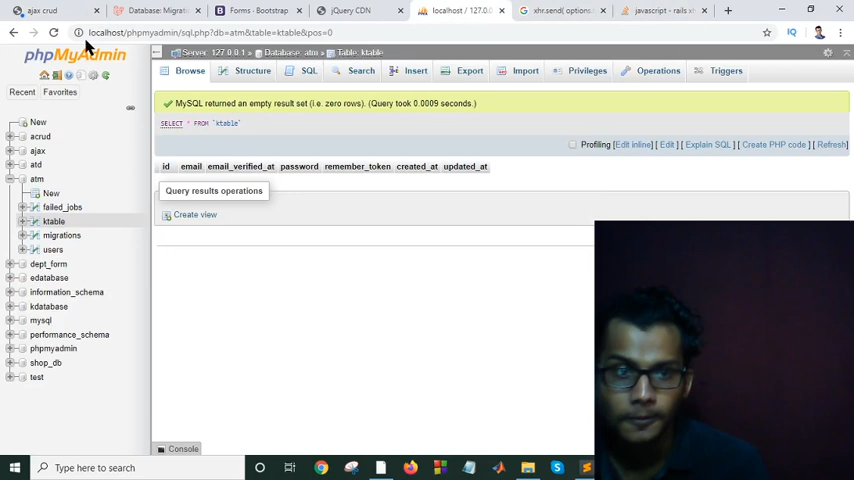 ajax crud
Database: Migratio
Forms · Bootstrap
jQuery CDN
localhost / 127.0.0
xhr.send( options.
javascript - rails xh
localhost/phpmyadmin/sql.php?db=atm&table=ktable&pos=0
phpMyAdmin
Recent Favorites
New
acrud
ajax
atd
atm
New
failed_jobs
ktable
migrations
users
dept_form
edatabase
information_schema
kdatabase
mysql
performance_schema
phpmyadmin
shop_db
test
Server: 127.0.0.1 » Database: atm » Table: ktable
Browse Structure SQL Search Insert Export Import Privileges Operations Triggers
MySQL returned an empty result set (i.e. zero rows). (Query took 0.0009 seconds.)
SELECT * FROM `ktable`
Profiling [Edit inline] [ Edit ] [ Explain SQL ] [ Create PHP code ] [ Refresh]
id email email_verified_at password remember_token created_at updated_at
Query results operations
Create view
Console
Type here to search